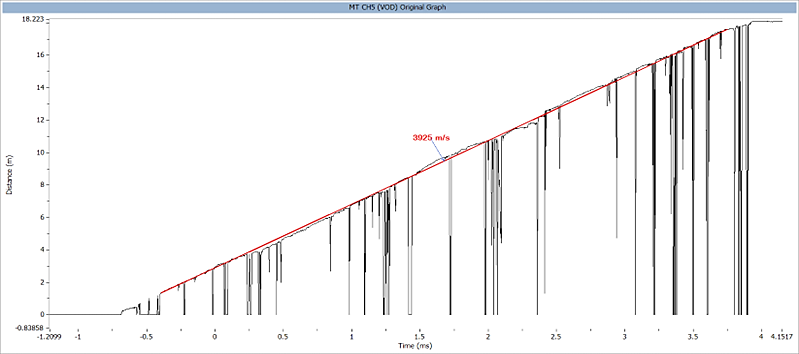 MT CH5 (VOD) Original Graph
18.223
16
14
12
10
8
6
4
2
0
-0.83858
Distance (m)
3925 m/s
-1.2099 -1 -0.5 0 0.5 1 1.5 2 2.5 3 3.5 4 4.1517
Time (ms)